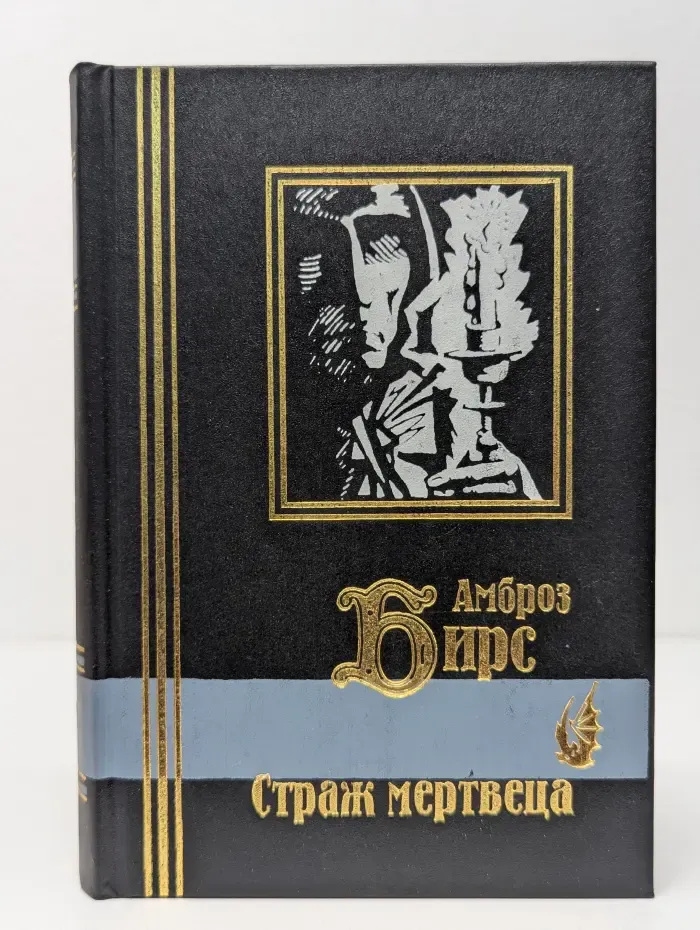 Амброз
Бирс
Страж мертвеца